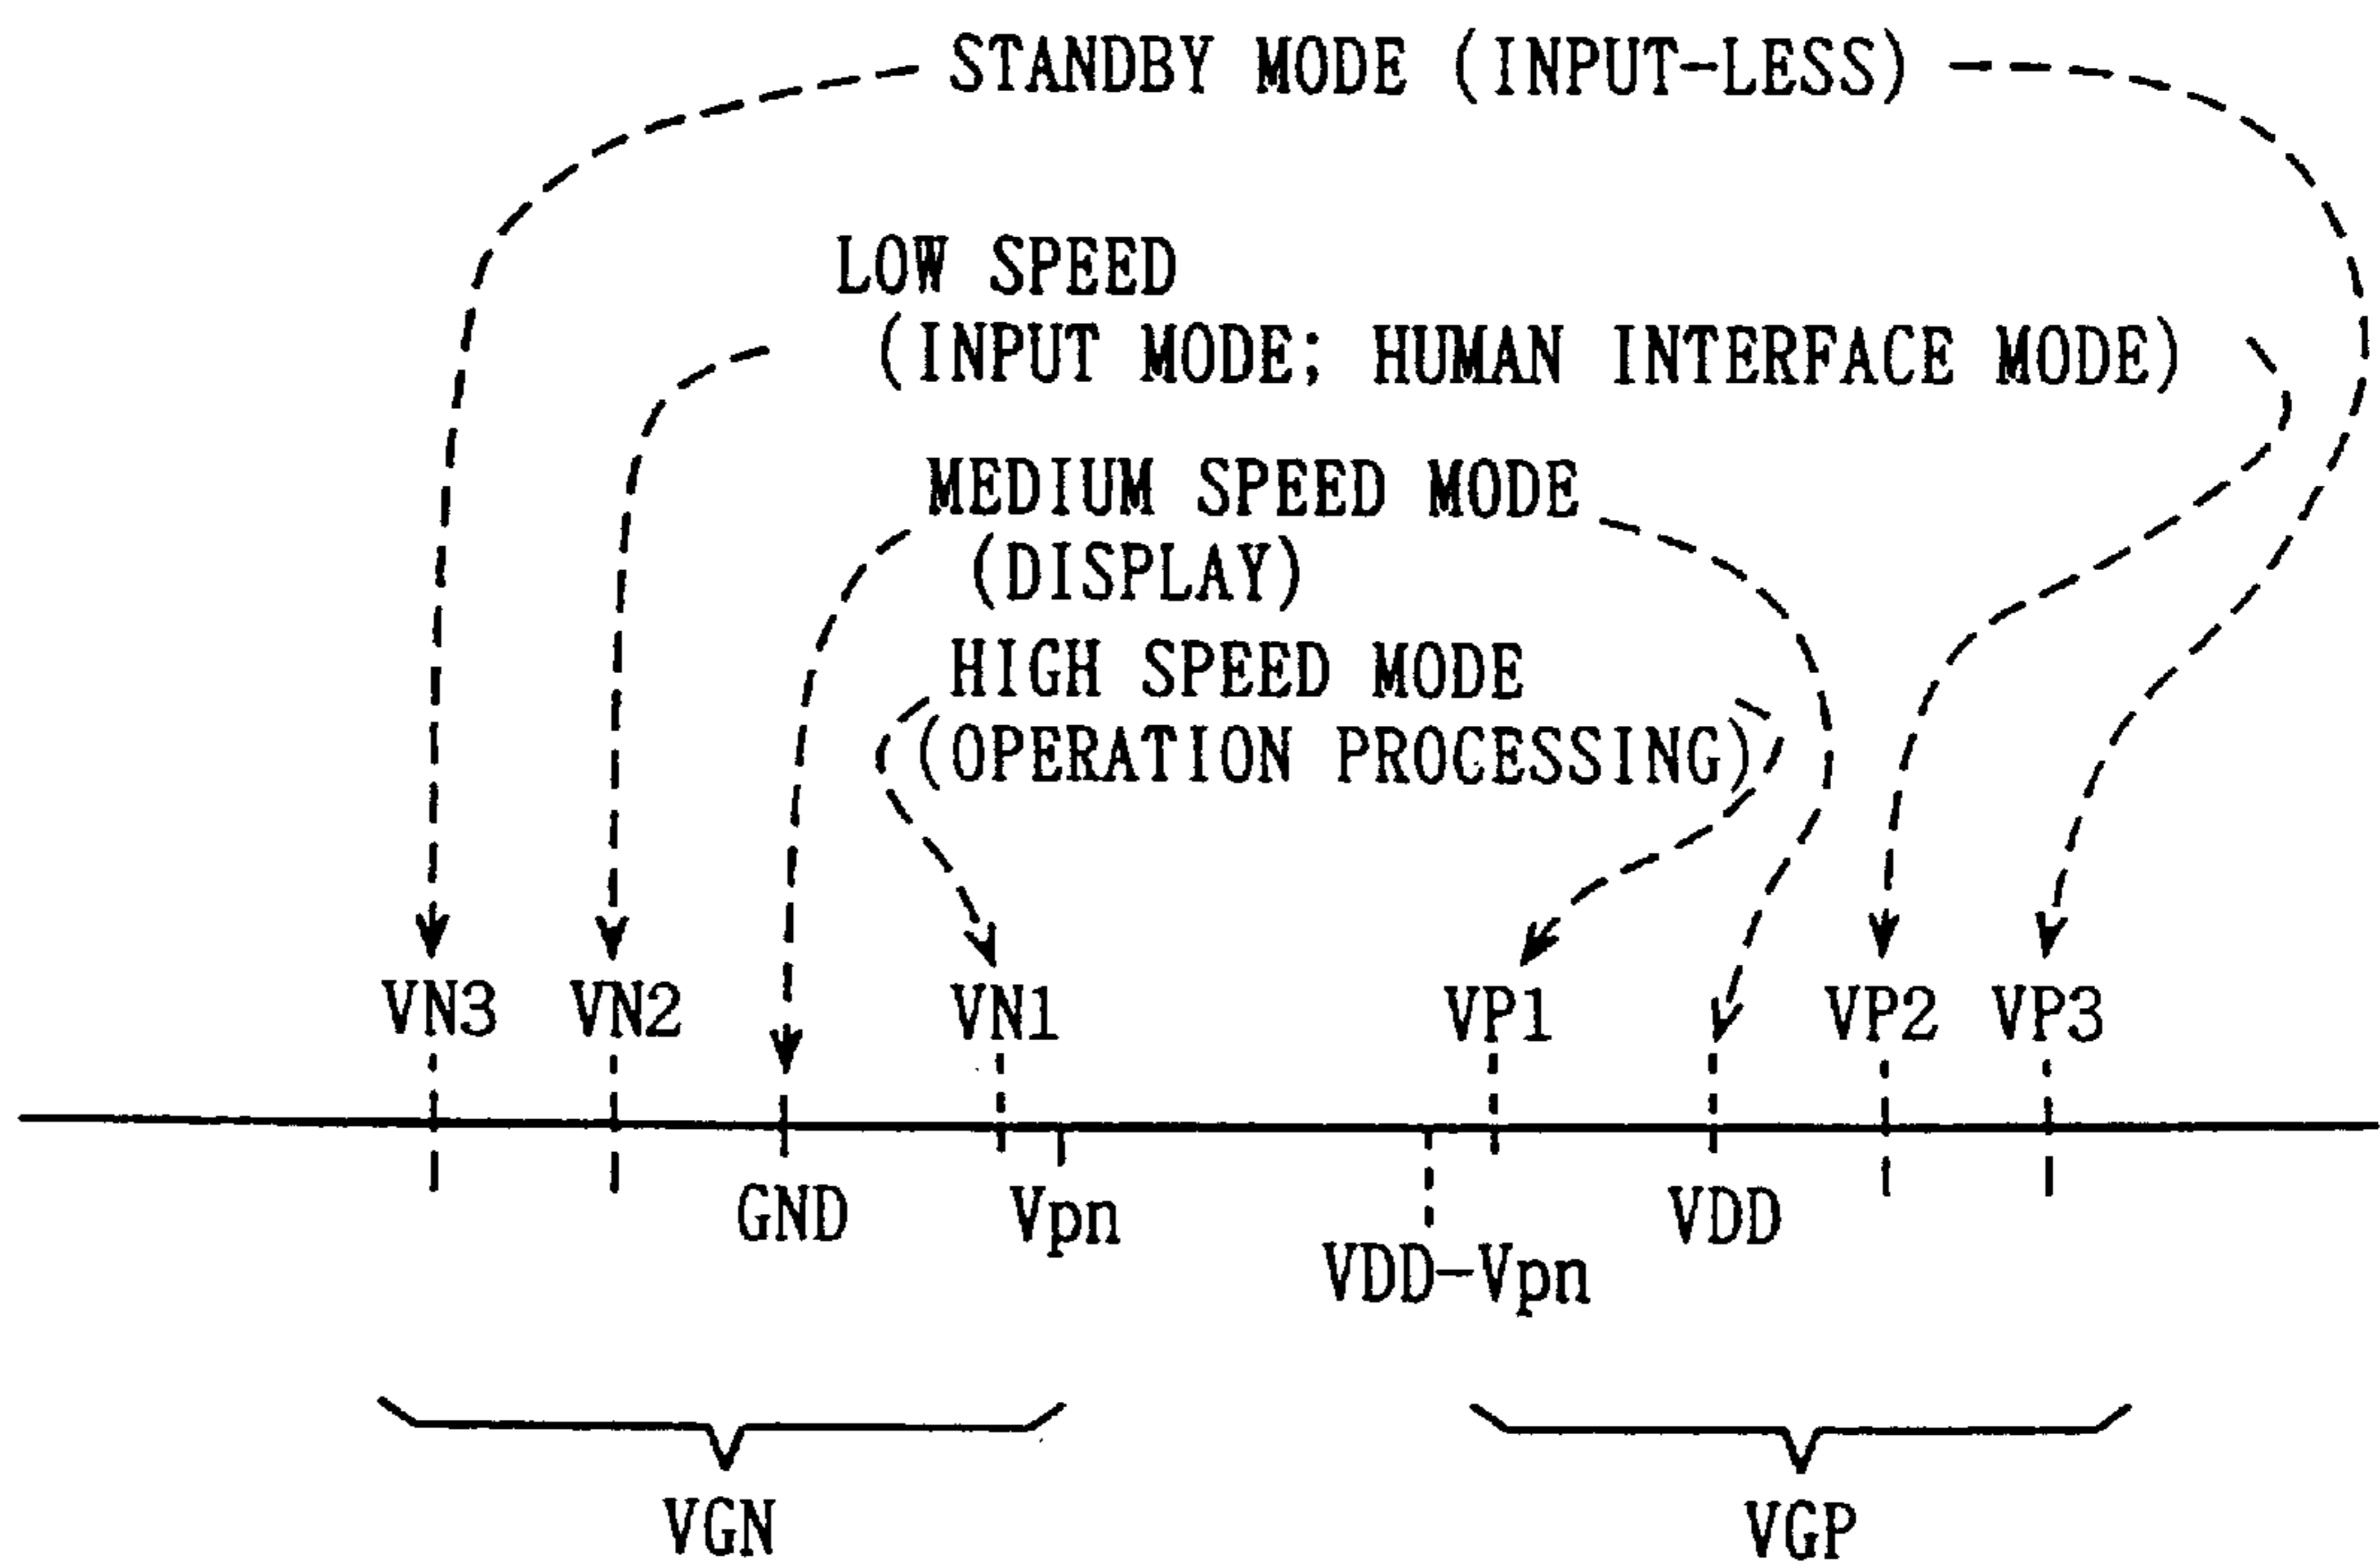 STANDBY MODE (INPUT-LESS)
LOW SPEED
(INPUT MODE; HUMAN INTERFACE MODE)
MEDIUM SPEED MODE
(DISPLAY)
HIGH SPEED MODE
(OPERATION PROCESSING)
VN3 VN2 VN1 VP1 VP2 VP3
GND Vpn VDD
VDD-Vpn
VGN VGP